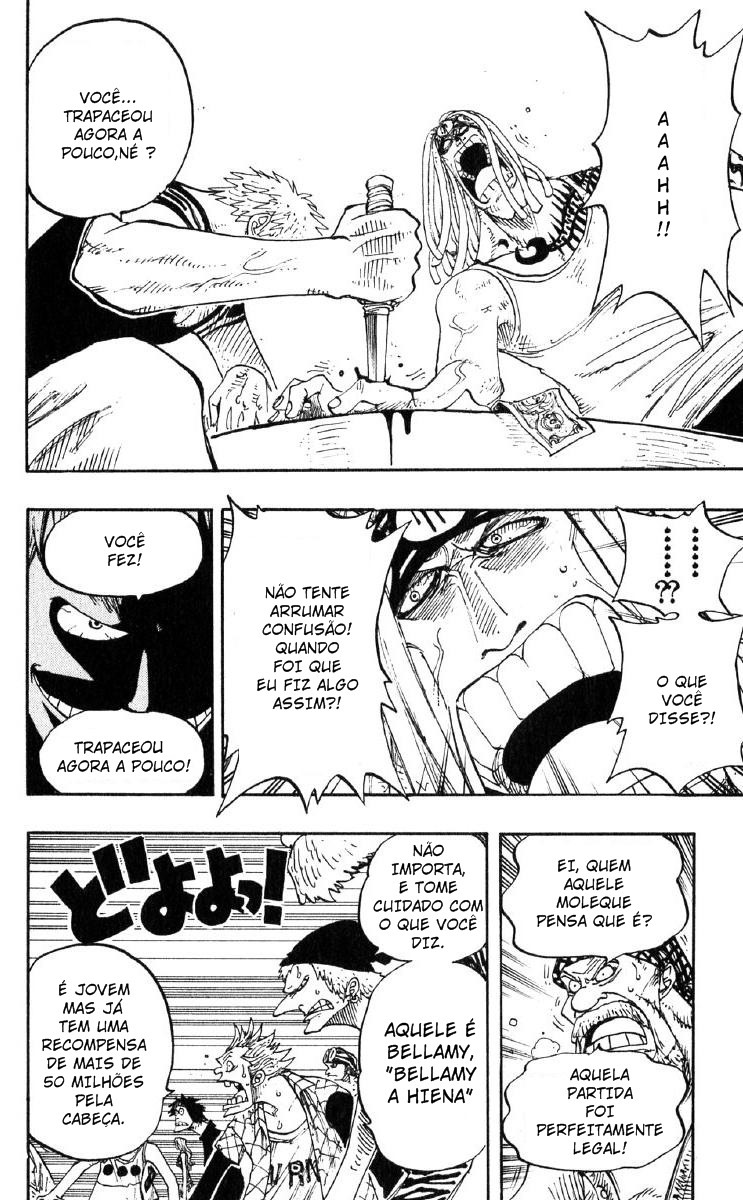 A
A
A
H
H
!!
VOCÊ...
TRAPACEOU
AGORA A
POUCO,NÉ ?
??
O QUE
VOCÊ
DISSE?!
NÃO TENTE
ARRUMAR
CONFUSÃO!
QUANDO
FOI QUE
EU FIZ ALGO
ASSIM?!
VOCÊ
FEZ!
TRAPACEOU
AGORA A POUCO!
EI, QUEM
AQUELE
MOLEQUE
PENSA QUE É?
AQUELA
PARTIDA
FOI
PERFEITAMENTE
LEGAL!
NÃO
IMPORTA,
E TOME
CUIDADO COM
O QUE VOCÊ
DIZ.
AQUELE É
BELLAMY,
"BELLAMY
A HIENA"
どよよっ!
É JOVEM
MAS JÁ
TEM UMA
RECOMPENSA
DE MAIS DE
50 MILHÕES
PELA
CABEÇA.